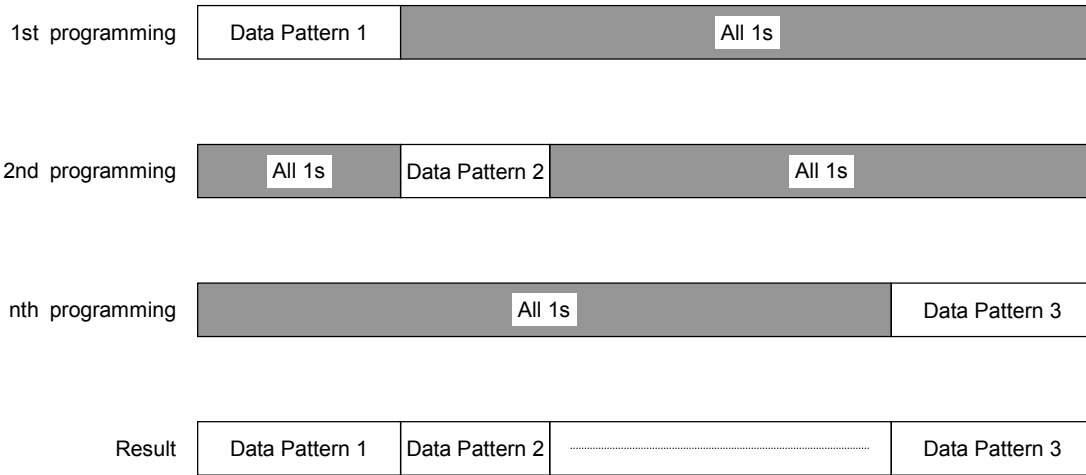 1st programming Data Pattern 1 All 1s
2nd programming All 1s Data Pattern 2 All 1s
nth programming All 1s Data Pattern 3
Result Data Pattern 1 Data Pattern 2 Data Pattern 3